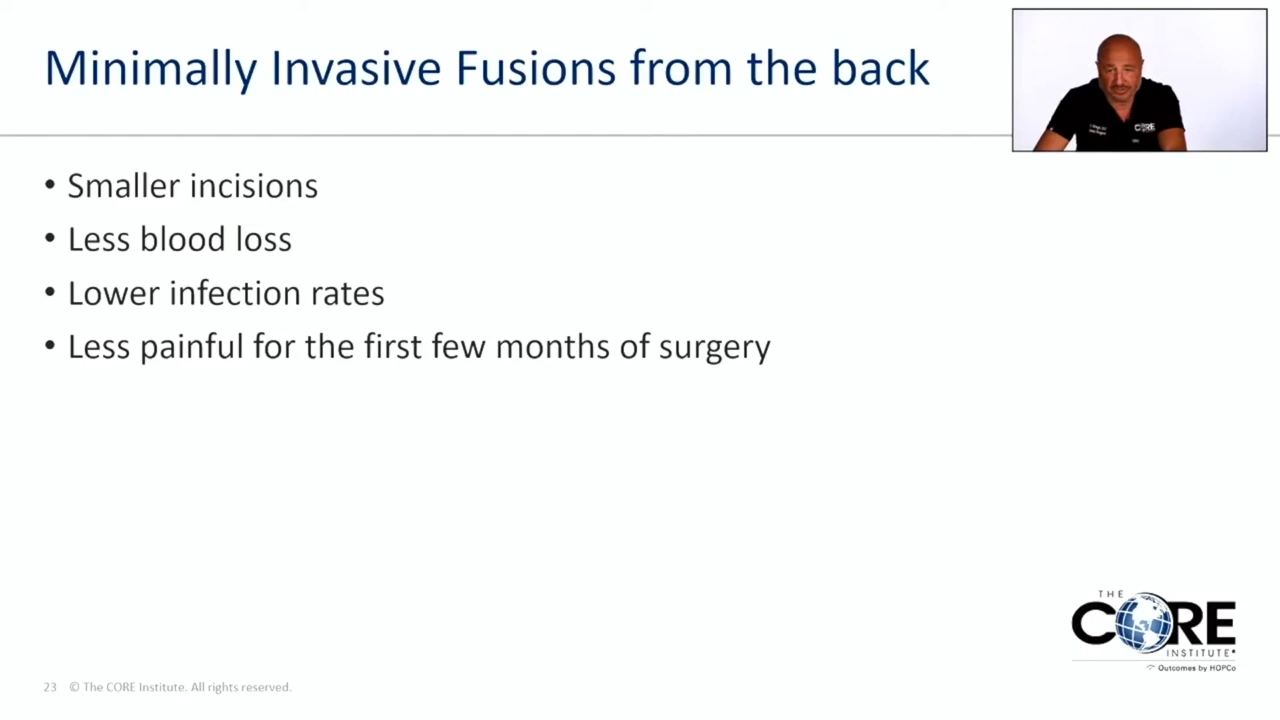 Minimally Invasive Fusions from the back
• Smaller incisions
• Less blood loss
• Lower infection rates
• Less painful for the first few months of surgery
CORE
THE
CORE
INSTITUTE
Outcomes by HOPCo
23 © The CORE Institute. All rights reserved.